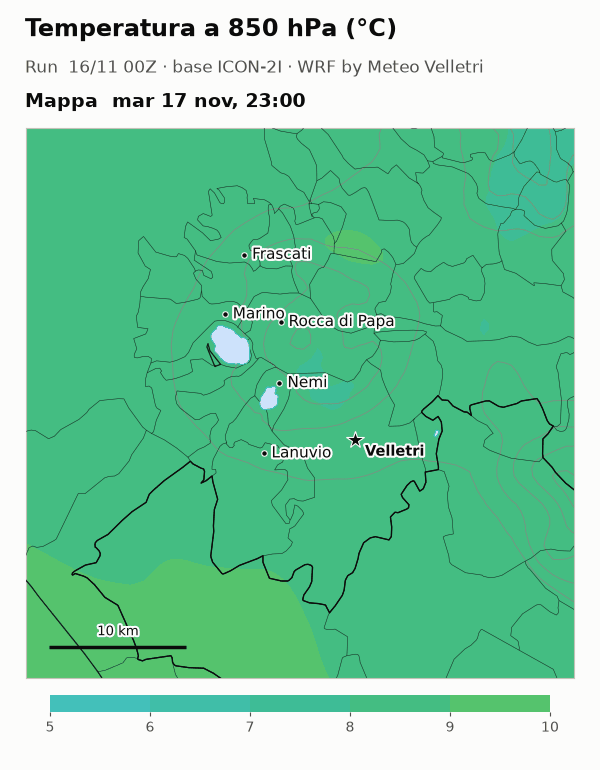 Temperatura a 850 hPa (°C)
Run  16/11 00Z · base ICON-2I · WRF by Meteo Velletri
Mappa  mar 17 nov, 23:00
Frascati
Marino
Rocca di Papa
Nemi
Velletri
Lanuvio
10 km
5 6 7 8 9 10